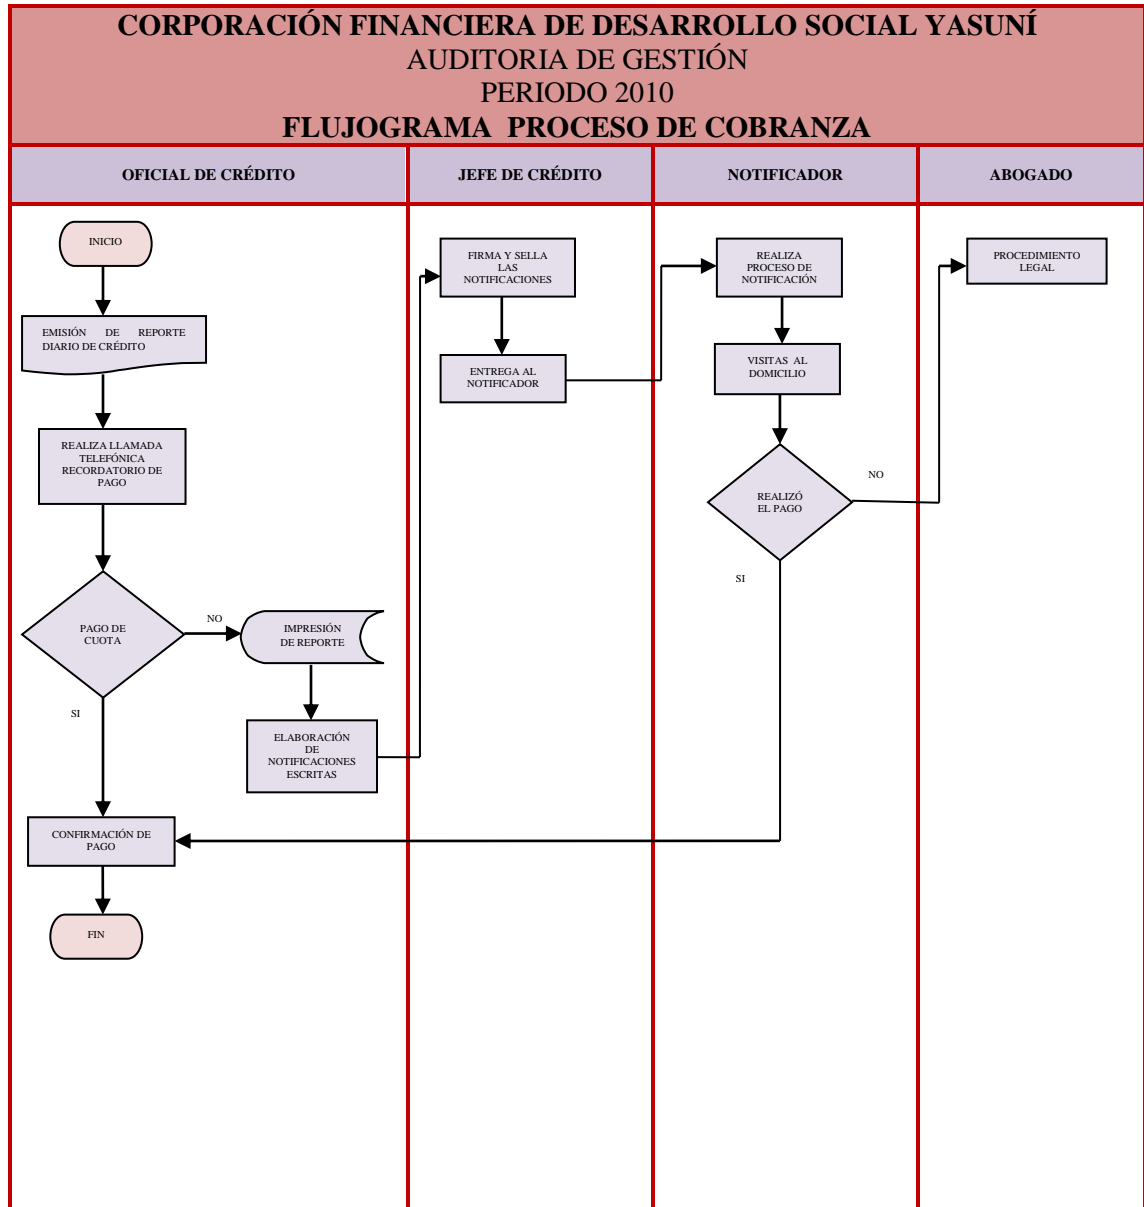 CORPORACIÓN FINANCIERA DE DESARROLLO SOCIAL YASUNÍ
AUDITORIA DE GESTIÓN
PERIODO 2010
FLUJOGRAMA PROCESO DE COBRANZA
OFICIAL DE CRÉDITO
JEFE DE CRÉDITO
NOTIFICADOR
ABOGADO
INICIO
EMISIÓN DE REPORTE
DIARIO DE CRÉDITO
REALIZA LLAMADA
TELEFÓNICA
RECORDATORIO DE
PAGO
PAGO DE
CUOTA
NO
SI
IMPRESIÓN
DE REPORTE
ELABORACIÓN
DE
NOTIFICACIONES
ESCRITAS
CONFIRMACIÓN DE
PAGO
FIN
FIRMA Y SELLA
LAS
NOTIFICACIONES
ENTREGA AL
NOTIFICADOR
REALIZA
PROCESO DE
NOTIFICACIÓN
VISITAS AL
DOMICILIO
REALIZÓ
EL PAGO
NO
SI
PROCEDIMIENTO
LEGAL